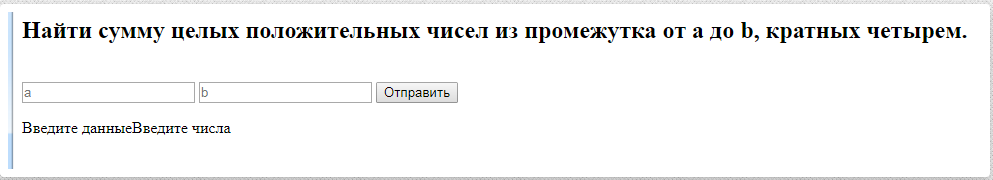 Найти сумму целых положительных чисел из промежутка от a до b, кратных четырем.
a b Отправить
Введите данныеВведите числа